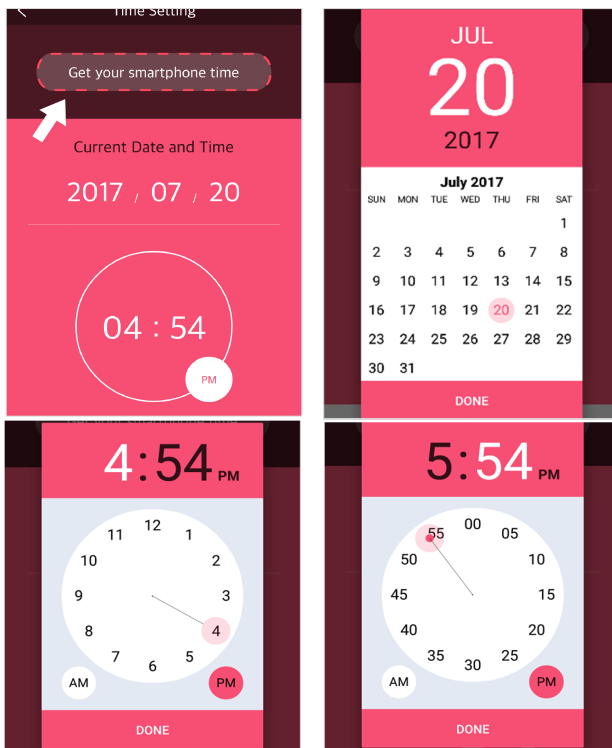 Time Setting
Get your smartphone time
Current Date and Time
2017 / 07 / 20
04 : 54
PM
JUL
20
2017
July 2017
SUN MON TUE WED THU FRI SAT
1
2 3 4 5 6 7 8
9 10 11 12 13 14 15
16 17 18 19 20 21 22
23 24 25 26 27 28 29
30 31
DONE
Get your smartphone time
4:54 PM
12
11 1
10 2
9 3
8 4
7 5
6
AM PM
DONE
5:54 PM
00
55 05
50 10
45 15
40 20
35 25
30
AM PM
DONE